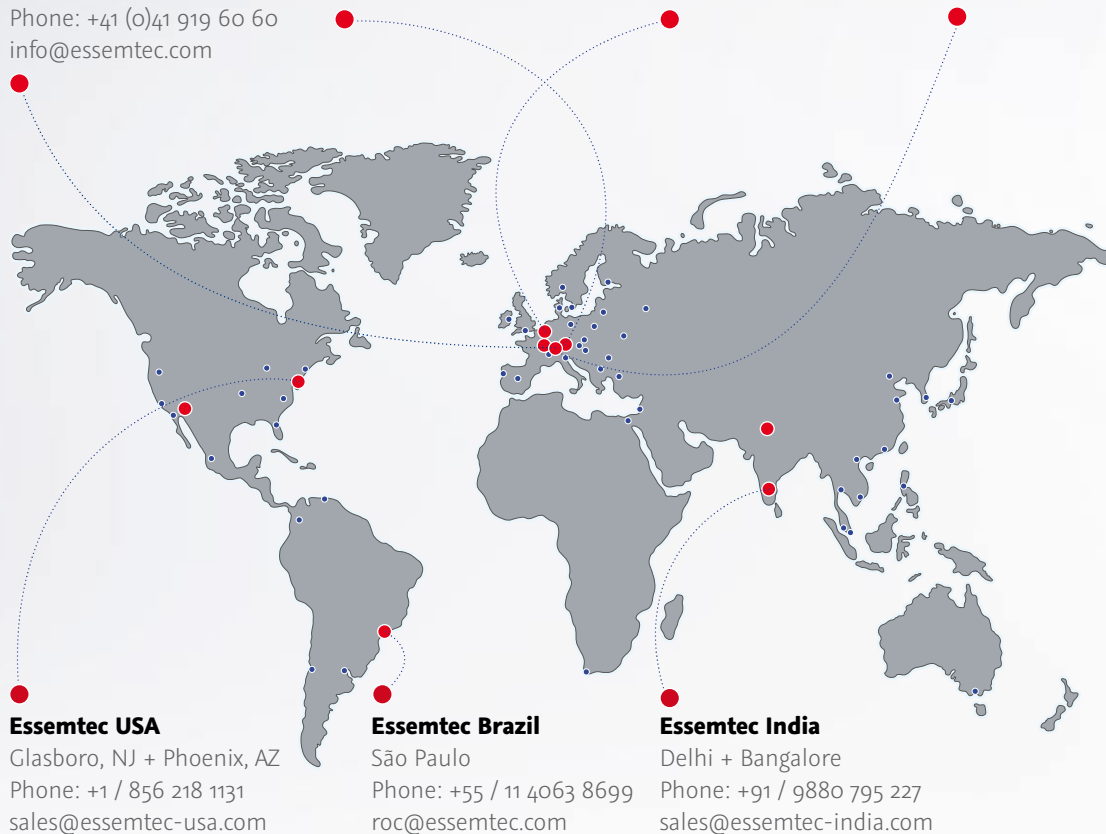 Phone: +41 (0)41 919 60 60
info@essemtec.com
Essemtec USA
Glasboro, NJ + Phoenix, AZ
Phone: +1 / 856 218 1131
sales@essemtec-usa.com
Essemtec Brazil
São Paulo
Phone: +55 / 11 4063 8699
roc@essemtec.com
Essemtec India
Delhi + Bangalore
Phone: +91 / 9880 795 227
sales@essemtec-india.com